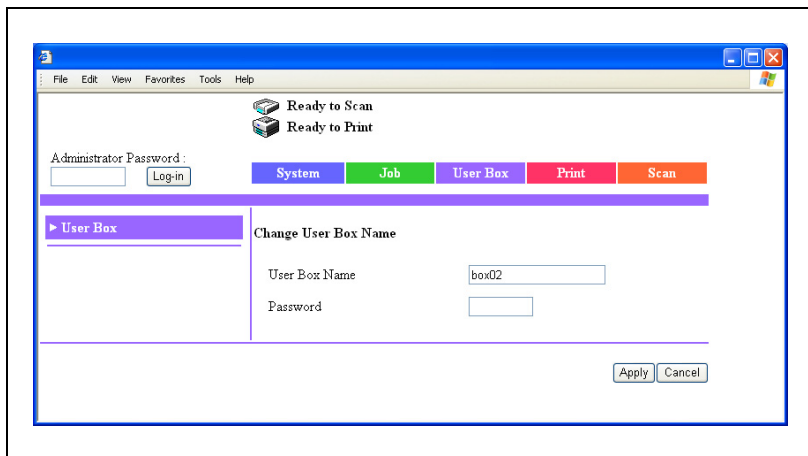 File Edit View Favorites Tools Help
Ready to Scan
Ready to Print
Administrator Password :
Log-in
System Job User Box Print Scan
User Box
Change User Box Name
User Box Name box02
Password
Apply Cancel